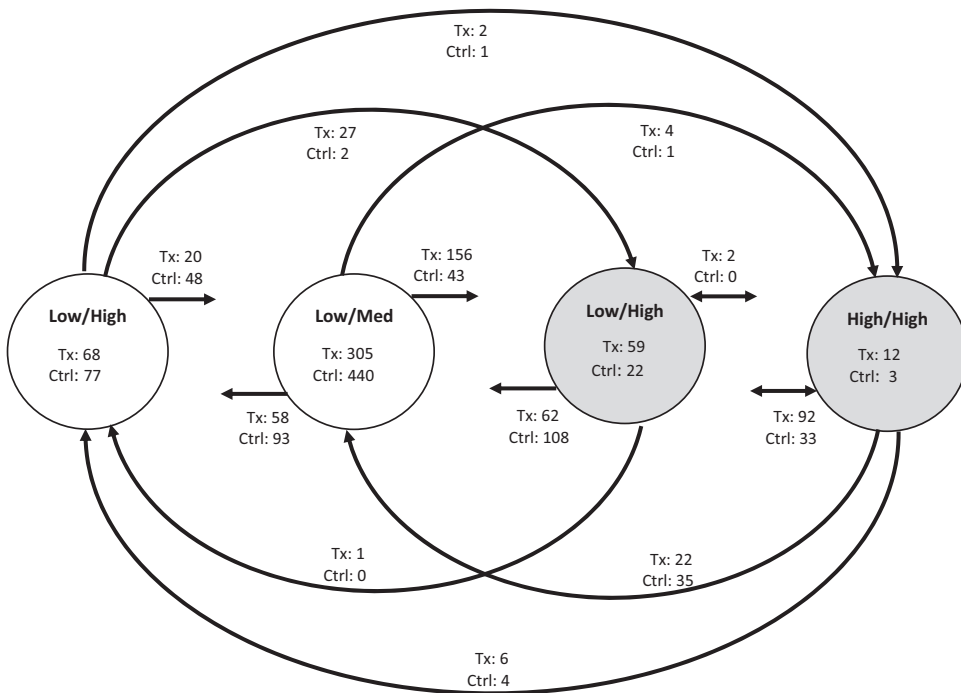 Tx: 2
Ctrl: 1
Tx: 27
Ctrl: 2
Tx: 4
Ctrl: 1
Tx: 20
Ctrl: 48
Tx: 156
Ctrl: 43
Tx: 2
Ctrl: 0
Low/High
Tx: 68
Ctrl: 77
Low/Med
Tx: 305
Ctrl: 440
Low/High
Tx: 59
Ctrl: 22
High/High
Tx: 12
Ctrl: 3
Tx: 58
Ctrl: 93
Tx: 62
Ctrl: 108
Tx: 92
Ctrl: 33
Tx: 1
Ctrl: 0
Tx: 22
Ctrl: 35
Tx: 6
Ctrl: 4